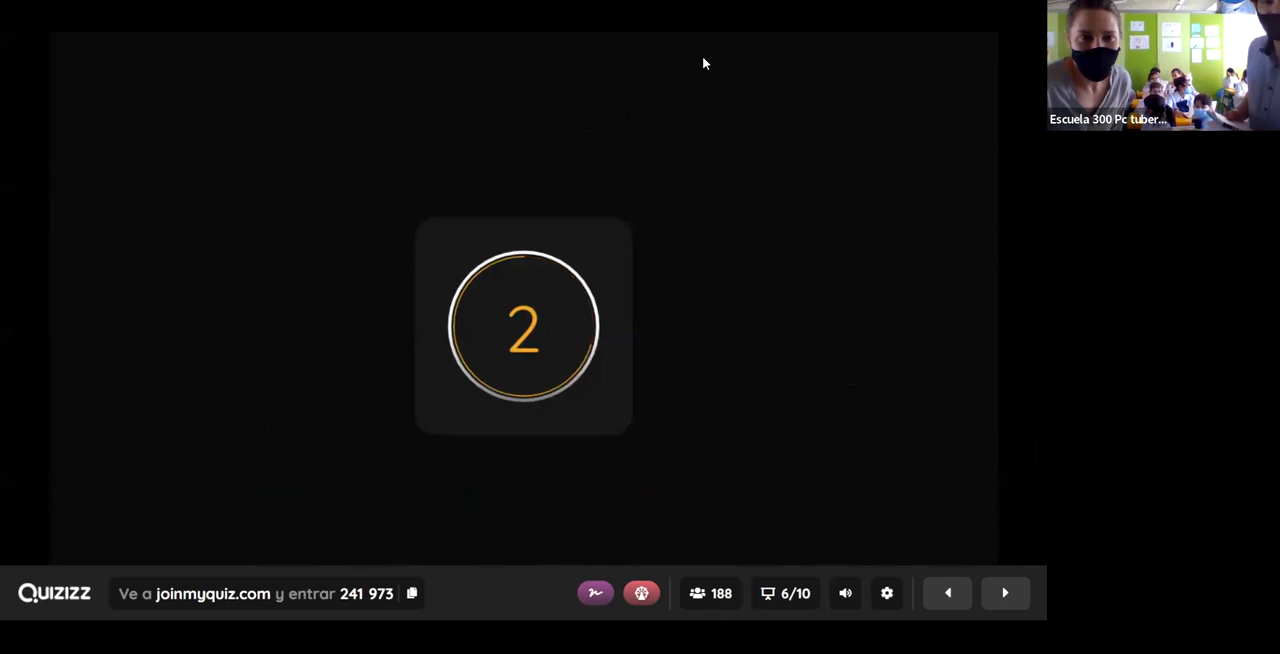 Escuela 300 Pc tuber...
2
QUIZIZZ
Ve a joinmyquiz.com y entrar 241 973
188
6/10